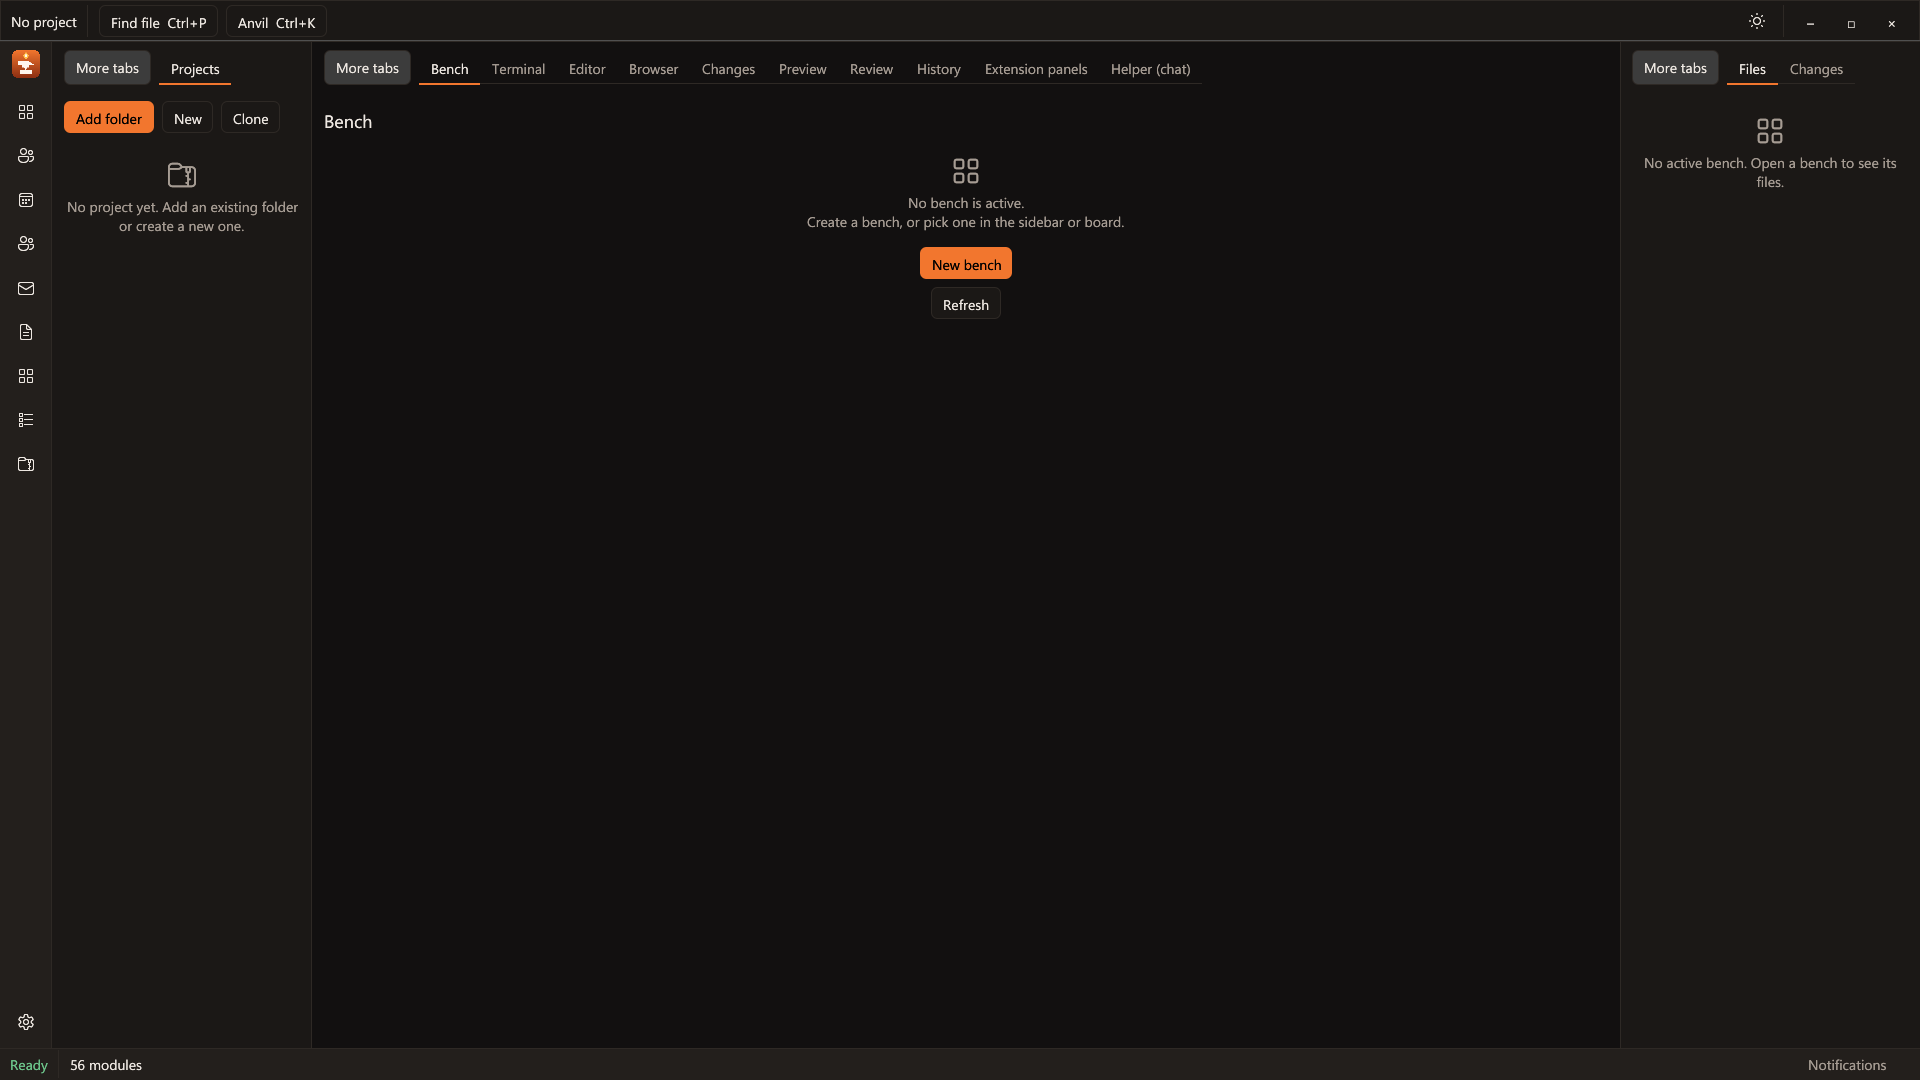 No project
Find file Ctrl+P
Anvil Ctrl+K
More tabs
Projects
Add folder
New
Clone
No project yet. Add an existing folder
or create a new one.
More tabs
Bench
Terminal
Editor
Browser
Changes
Preview
Review
History
Extension panels
Helper (chat)
Bench
No bench is active.
Create a bench, or pick one in the sidebar or board.
New bench
Refresh
More tabs
Files
Changes
No active bench. Open a bench to see its
files.
Ready
56 modules
Notifications